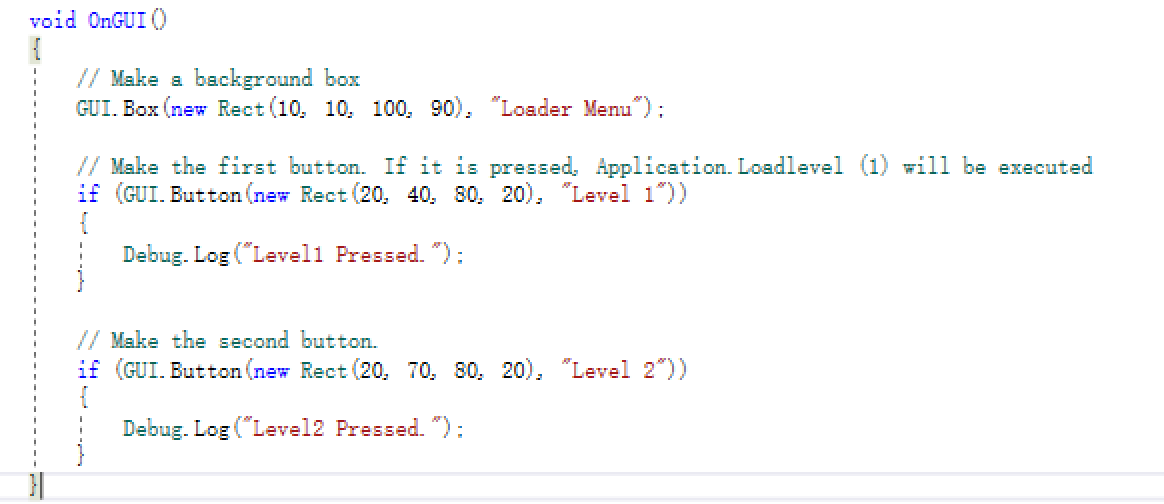 void OnGUI()
{
// Make a background box
GUI.Box(new Rect(10, 10, 100, 90), "Loader Menu");
// Make the first button. If it is pressed, Application.Loadlevel (1) will be executed
if (GUI.Button(new Rect(20, 40, 80, 20), "Level 1"))
{
Debug.Log("Level1 Pressed.");
}
// Make the second button.
if (GUI.Button(new Rect(20, 70, 80, 20), "Level 2"))
{
Debug.Log("Level2 Pressed.");
}
}